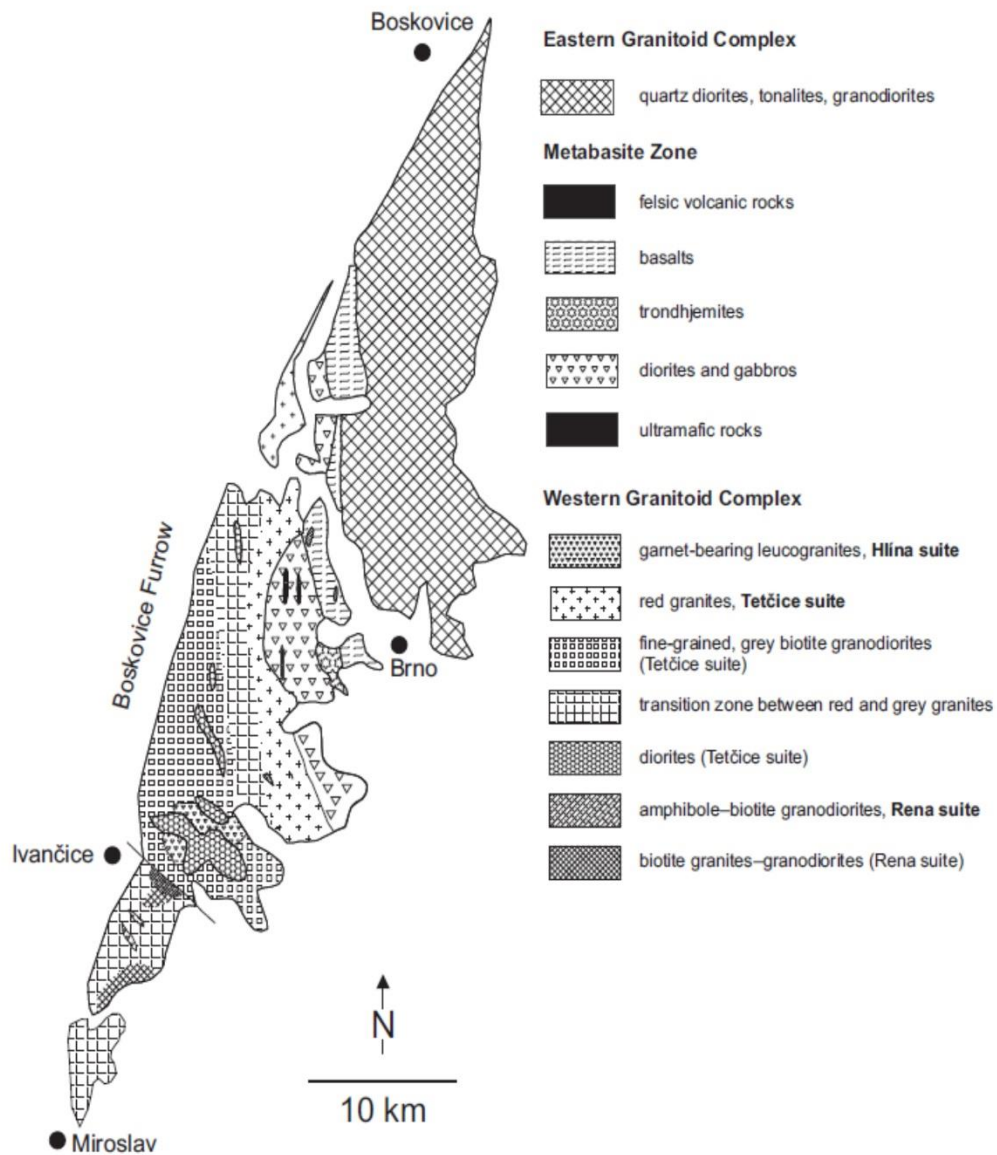 Boskovice
Eastern Granitoid Complex
quartz diorites, tonalites, granodiorites
Metabasite Zone
felsic volcanic rocks
basalts
trondhjemites
diorites and gabbros
ultramafic rocks
Western Granitoid Complex
garnet-bearing leucogranites, Hlína suite
red granites, Tetčice suite
fine-grained, grey biotite granodiorites
(Tetčice suite)
transition zone between red and grey granites
diorites (Tetčice suite)
amphibole–biotite granodiorites, Rena suite
biotite granites–granodiorites (Rena suite)
Boskovice Furrow
Brno
Ivančice
N
10 km
Miroslav